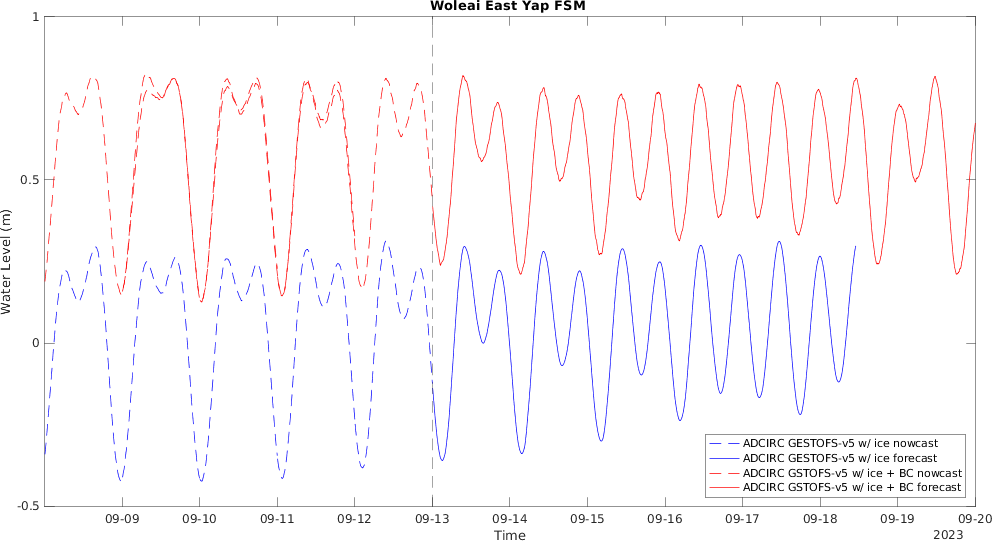 Woleai East Yap FSM
1
0.5
0
-0.5
Water Level (m)
ADCIRC GESTOFS-v5 w/ ice nowcast
ADCIRC GESTOFS-v5 w/ ice forecast
ADCIRC GSTOFS-v5 w/ ice + BC nowcast
ADCIRC GSTOFS-v5 w/ ice + BC forecast
09-09 09-10 09-11 09-12 09-13 09-14 09-15 09-16 09-17 09-18 09-19 09-20
Time
2023